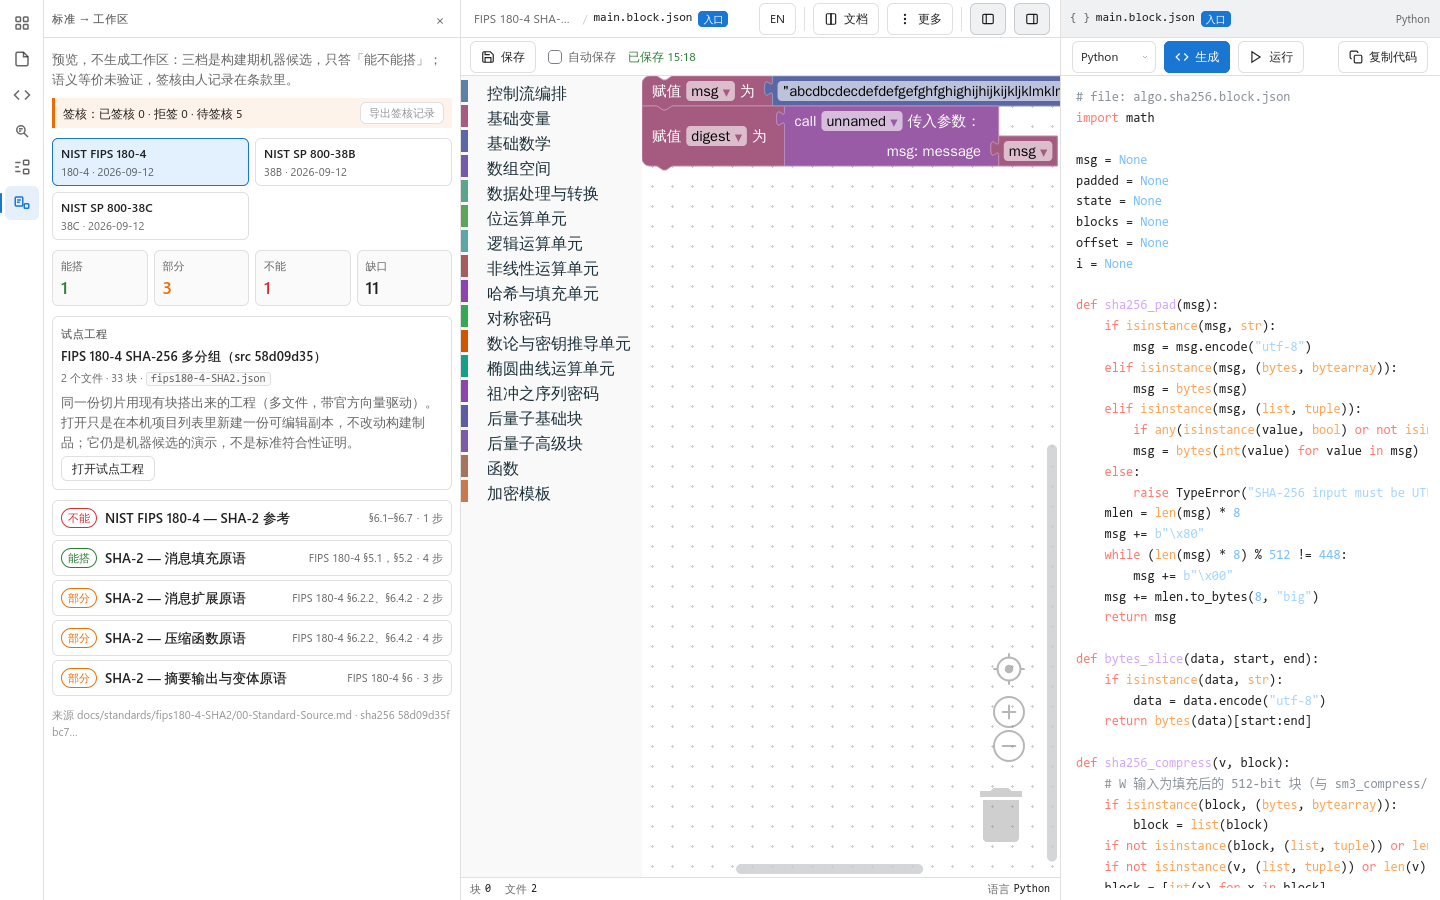 标准 → 工作区
×
预览，不生成工作区：三档是构建期机器候选，只答「能不能搭」；
语义等价未验证，签核由人记录在条款里。
签核：已签核 0 · 拒签 0 · 待签核 5
导出签核记录
NIST FIPS 180-4
180-4 · 2026-09-12
NIST SP 800-38B
38B · 2026-09-12
NIST SP 800-38C
38C · 2026-09-12
能搭
1
部分
3
不能
1
缺口
11
试点工程
FIPS 180-4 SHA-256 多分组（src 58d09d35）
2 个文件 · 33 块 · fips180-4-SHA2.json
同一份切片用现有块搭出来的工程（多文件，带官方向量驱动）。
打开只是在本机项目列表里新建一份可编辑副本，不改动构建制
品；它仍是机器候选的演示，不是标准符合性证明。
打开试点工程
不能 NIST FIPS 180-4 — SHA-2 参考 §6.1–§6.7 · 1 步
能搭 SHA-2 — 消息填充原语 FIPS 180-4 §5.1，§5.2 · 4 步
部分 SHA-2 — 消息扩展原语 FIPS 180-4 §6.2.2、§6.4.2 · 2 步
部分 SHA-2 — 压缩函数原语 FIPS 180-4 §6.2.2、§6.4.2 · 4 步
部分 SHA-2 — 摘要输出与变体原语 FIPS 180-4 §6 · 3 步
来源 docs/standards/fips180-4-SHA2/00-Standard-Source.md · sha256 58d09d35f
bc7...
FIPS 180-4 SHA-... / main.block.json 入口
EN
文档
更多
保存
自动保存
已保存 15:18
控制流编排
基础变量
基础数学
数组空间
数据处理与转换
位运算单元
逻辑运算单元
非线性运算单元
哈希与填充单元
对称密码
数论与密钥推导单元
椭圆曲线运算单元
祖冲之序列密码
后量子基础块
后量子高级块
函数
加密模板
赋值 msg 为 "abcdbcdecdefdefgefghfghighijhijkijkljklmklm
赋值 digest 为 call unnamed 传入参数：
msg: message msg
块 0 文件 2
语言 Python
{ } main.block.json 入口
Python
Python
生成
运行
复制代码
# file: algo.sha256.block.json
import math
msg = None
padded = None
state = None
blocks = None
offset = None
i = None
def sha256_pad(msg):
if isinstance(msg, str):
msg = msg.encode("utf-8")
elif isinstance(msg, (bytes, bytearray)):
msg = bytes(msg)
elif isinstance(msg, (list, tuple)):
if any(isinstance(value, bool) or not isin
msg = bytes(int(value) for value in msg)
else:
raise TypeError("SHA-256 input must be UT
mlen = len(msg) * 8
msg += b"\x80"
while (len(msg) * 8) % 512 != 448:
msg += b"\x00"
msg += mlen.to_bytes(8, "big")
return msg
def bytes_slice(data, start, end):
if isinstance(data, str):
data = data.encode("utf-8")
return bytes(data)[start:end]
def sha256_compress(v, block):
# W 输入为填充后的 512-bit 块（与 sm3_compress/
if isinstance(block, (bytes, bytearray)):
block = list(block)
if not isinstance(block, (list, tuple)) or len
if not isinstance(v, (list, tuple)) or len(v)
block = [int(x) for x in block]